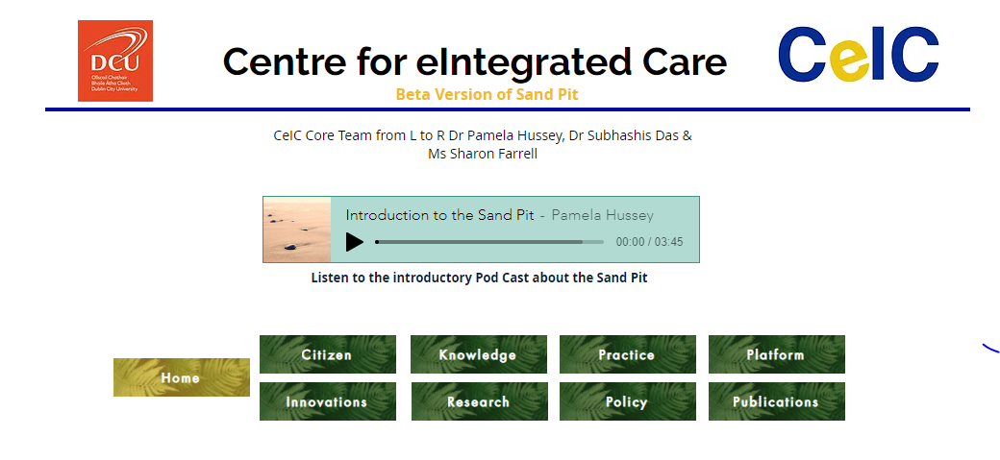 DCU
Ollscoil Chathair
Bhaile Átha Cliath
Dublin City University
Centre for eIntegrated Care
CeIC
Beta Version of Sand Pit
CeIC Core Team from L to R Dr Pamela Hussey, Dr Subhashis Das &
Ms Sharon Farrell
Introduction to the Sand Pit - Pamela Hussey
00:00 / 03:45
Listen to the introductory Pod Cast about the Sand Pit
Home
Citizen Knowledge Practice Platform
Innovations Research Policy Publications